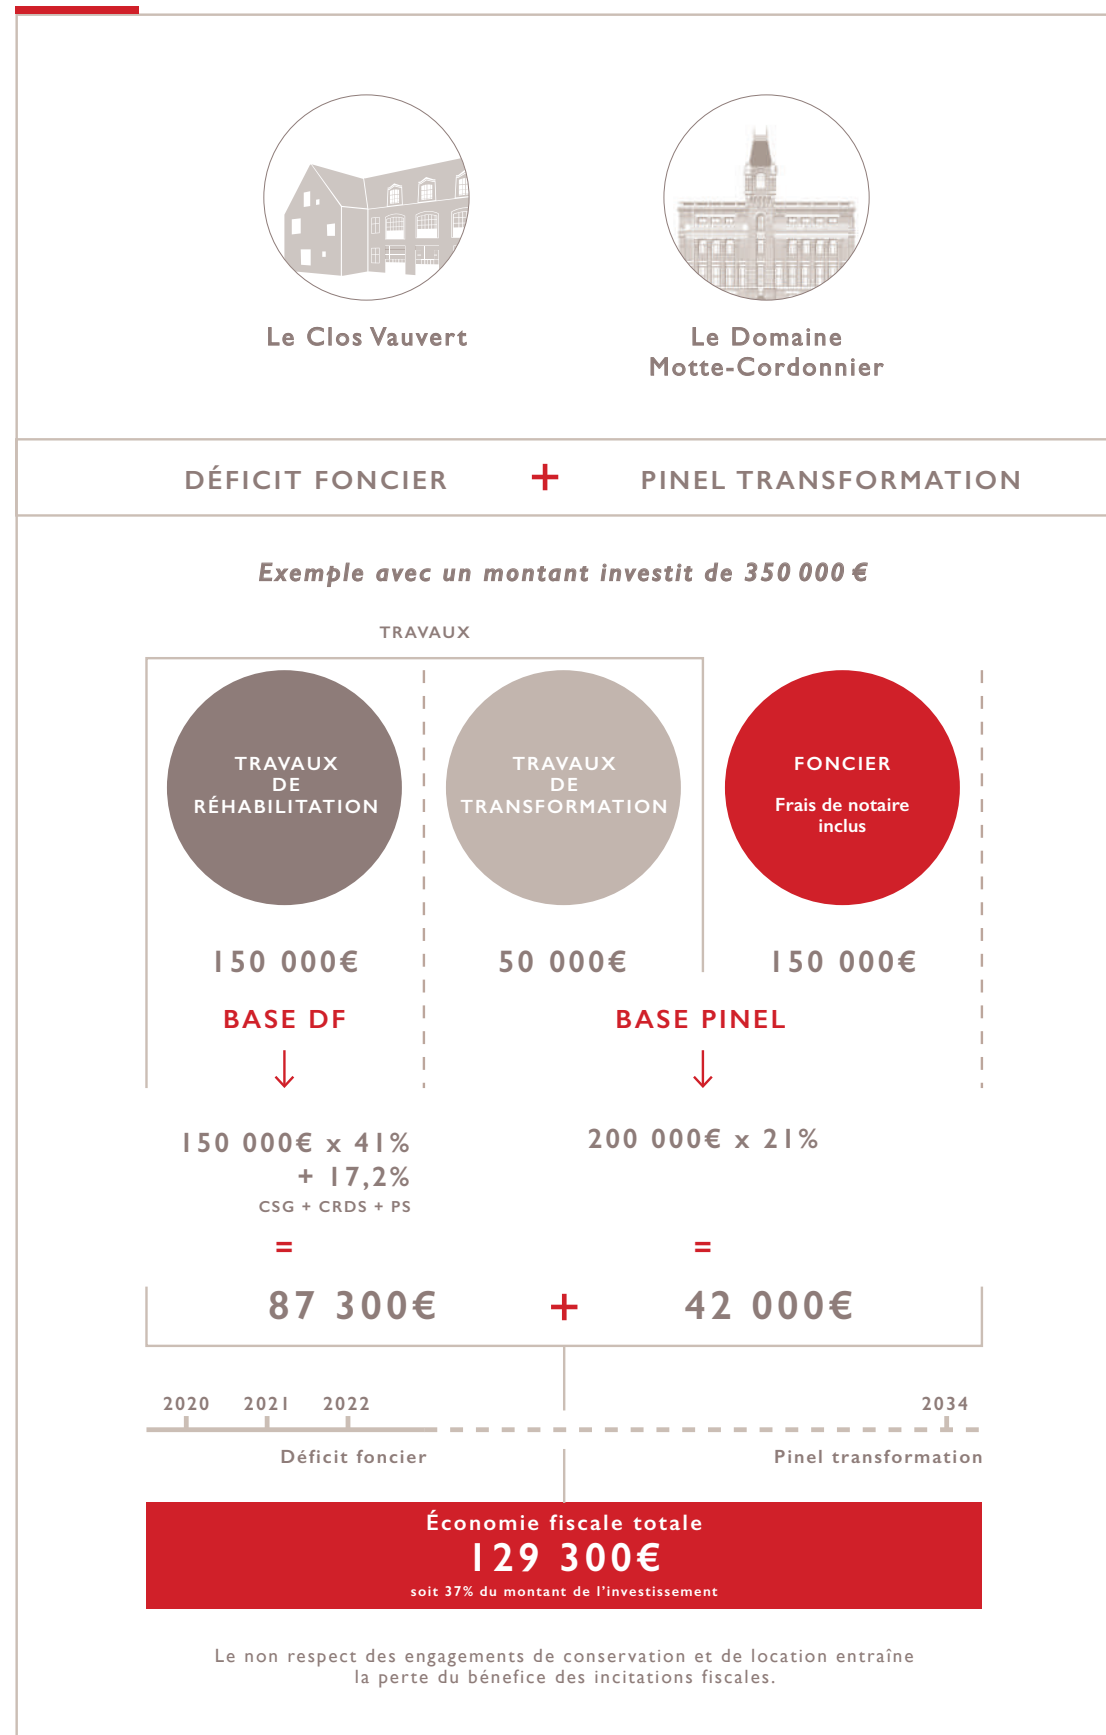 Le Clos Vauvert
Le Domaine
Motte-Cordonnier
DÉFICIT FONCIER + PINEL TRANSFORMATION
Exemple avec un montant investit de 350 000 €
TRAVAUX
TRAVAUX
DE
RÉHABILITATION
TRAVAUX
DE
TRANSFORMATION
FONCIER
Frais de notaire
inclus
150 000€
50 000€
150 000€
BASE DF
BASE PINEL
150 000€ x 41%
+ 17,2%
CSG + CRDS + PS
200 000€ x 21%
=
=
87 300€ + 42 000€
2020 2021 2022 2034
Déficit foncier
Pinel transformation
Économie fiscale totale
129 300€
soit 37% du montant de l'investissement
Le non respect des engagements de conservation et de location entraîne
la perte du bénefice des incitations fiscales.